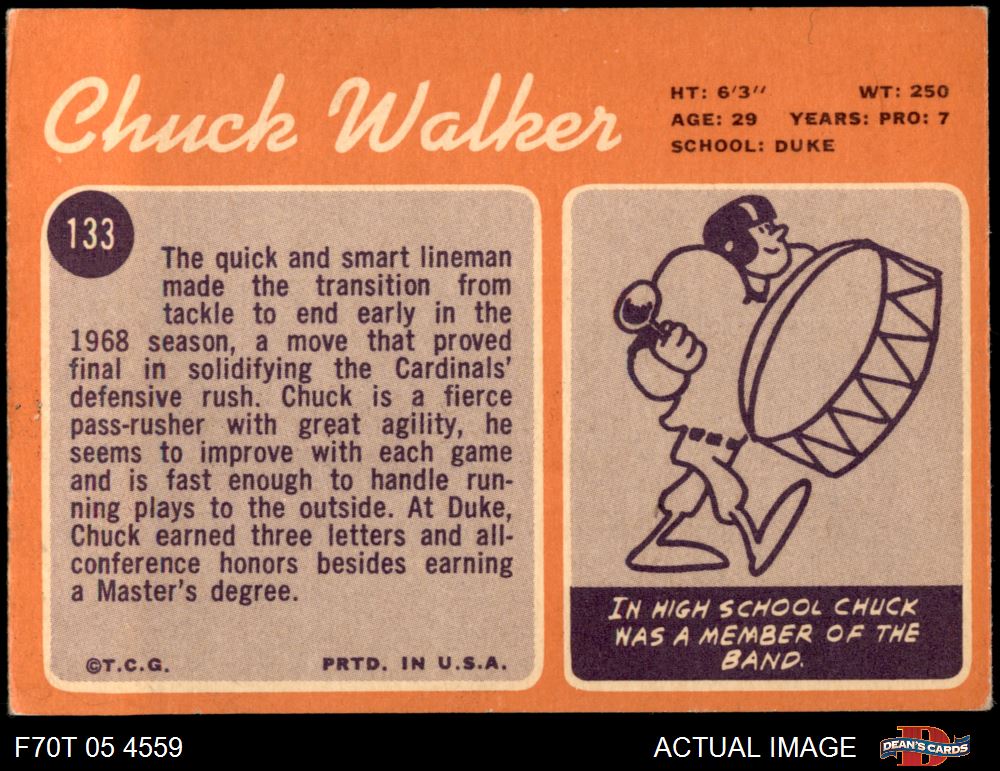 Chuck Walker
HT: 6'3" WT: 250
AGE: 29 YEARS: PRO: 7
SCHOOL: DUKE
133
The quick and smart lineman
made the transition from
tackle to end early in the
1968 season, a move that proved
final in solidifying the Cardinals'
defensive rush. Chuck is a fierce
pass-rusher with great agility, he
seems to improve with each game
and is fast enough to handle run-
ning plays to the outside. At Duke,
Chuck earned three letters and all-
conference honors besides earning
a Master's degree.
©T.C.G. PRTD. IN U.S.A.
IN HIGH SCHOOL CHUCK
WAS A MEMBER OF THE
BAND.
F70T 05 4559
ACTUAL IMAGE
DEAN'S CARDS